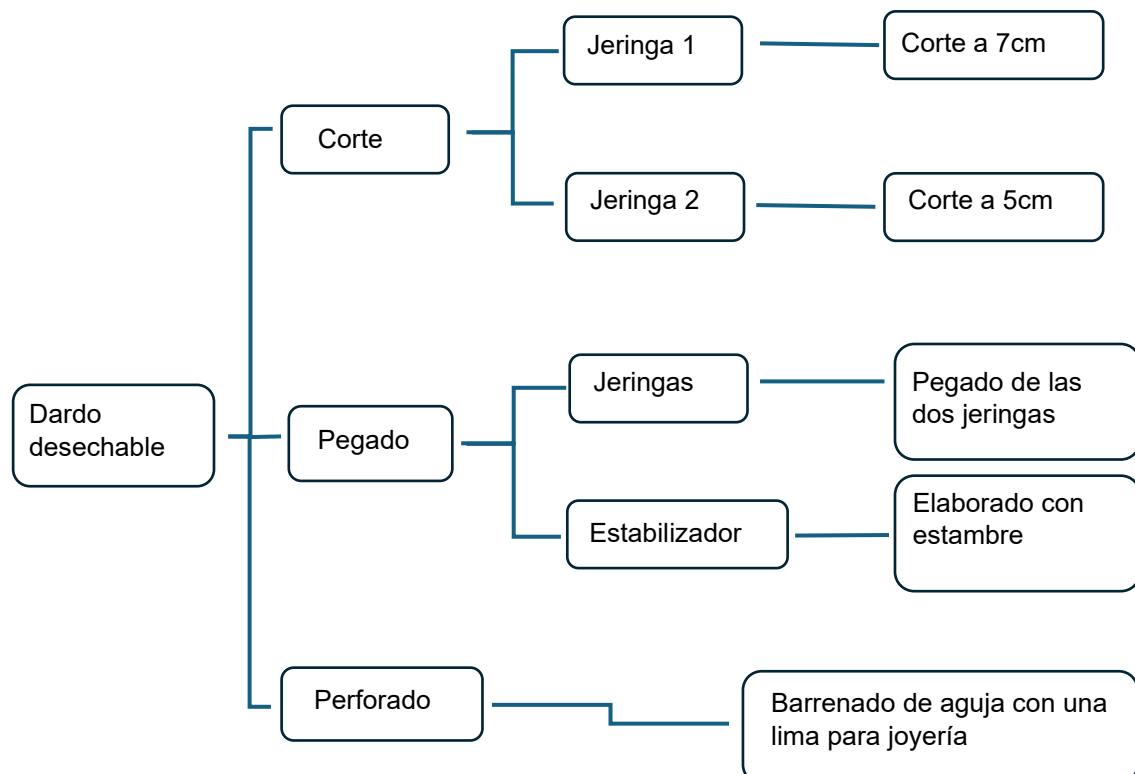 Jeringa 1
Corte a 7cm
Corte
Jeringa 2
Corte a 5cm
Dardo
desechable
Pegado
Jeringas
Pegado de las
dos jeringas
Estabilizador
Elaborado con
estambre
Perforado
Barrenado de aguja con una
lima para joyería